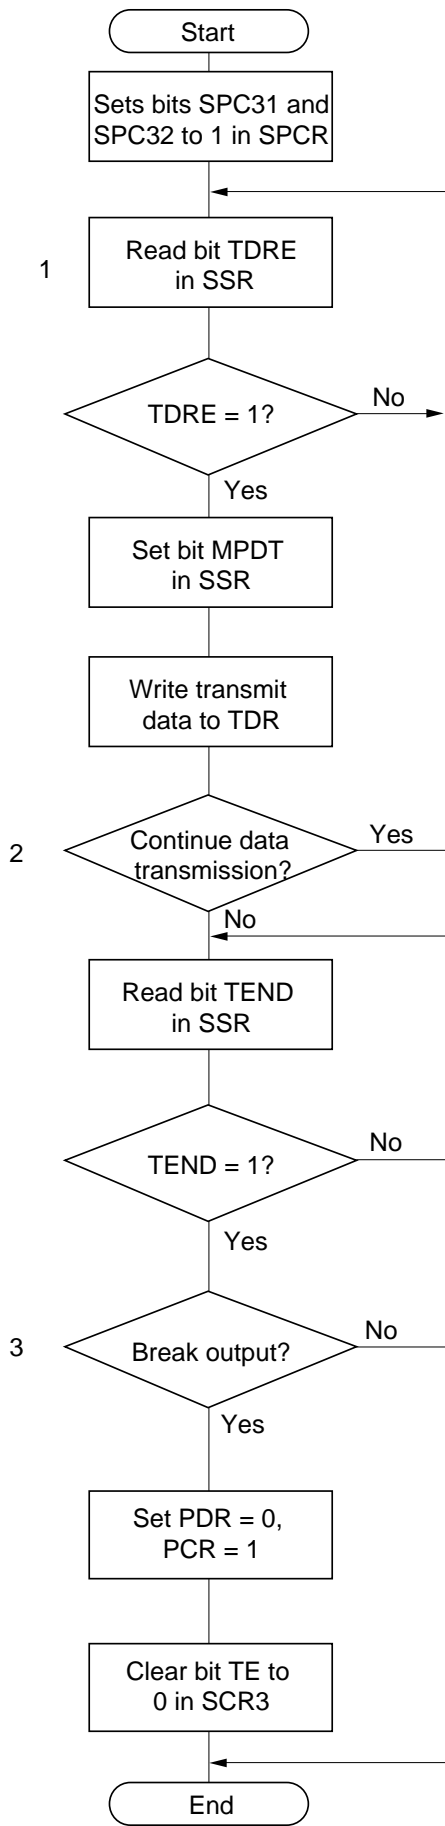 Start
Sets bits SPC31 and
SPC32 to 1 in SPCR
1
Read bit TDRE
in SSR
TDRE = 1?
No
Yes
Set bit MPDT
in SSR
Write transmit
data to TDR
2
Continue data
transmission?
Yes
No
Read bit TEND
in SSR
TEND = 1?
No
Yes
3
Break output?
No
Yes
Set PDR = 0,
PCR = 1
Clear bit TE to
0 in SCR3
End